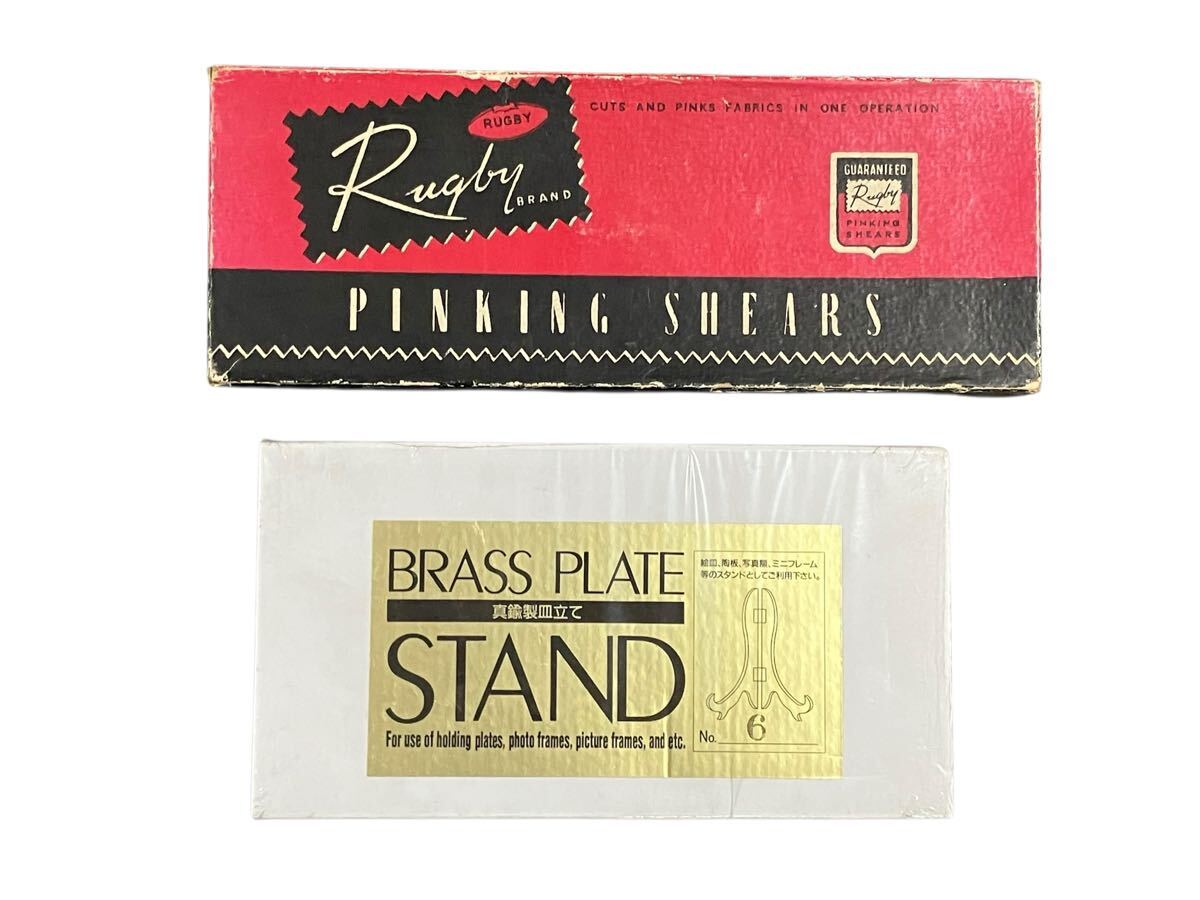 RUGBY
Rugby
BRAND
CUTS AND PINKS FABRICS IN ONE OPERATION
GUARANTEED
Rugby
PINKING
SHEARS
PINKING SHEARS
BRASS PLATE
真鍮製皿立て
STAND
For use of holding plates, photo frames, picture frames, and etc.
絵皿、陶板、写真額、ミニフレーム
等のスタンドとしてご利用下さい。
No. 6